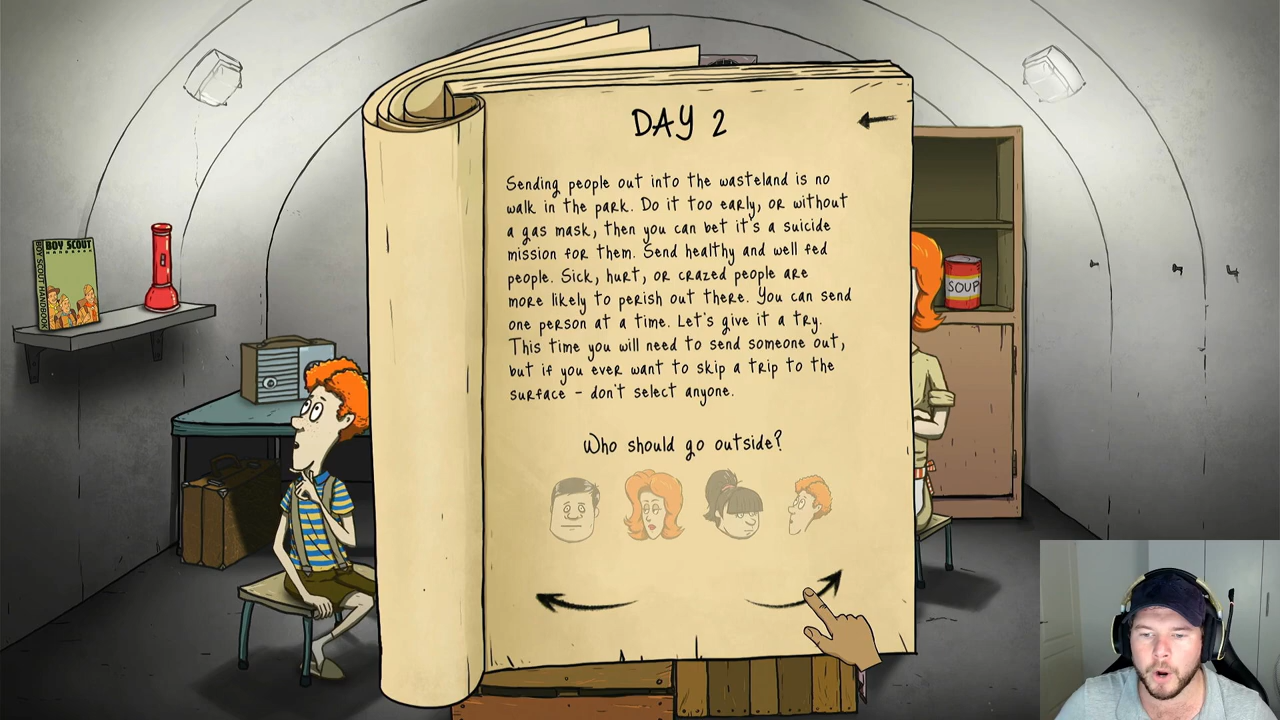 DAY 2
Sending people out into the wasteland is no
walk in the park. Do it too early, or without
a gas mask, then you can bet it's a suicide
mission for them. Send healthy and well fed
people. Sick, hurt, or crazed people are
more likely to perish out there. You can send
one person at a time. Let's give it a try.
This time you will need to send someone out,
but if you ever want to skip a trip to the
surface - don't select anyone.
Who should go outside?
BOY SCOUT
HANDBOOK
BOY SCOUT HANDBOOK
SOUP